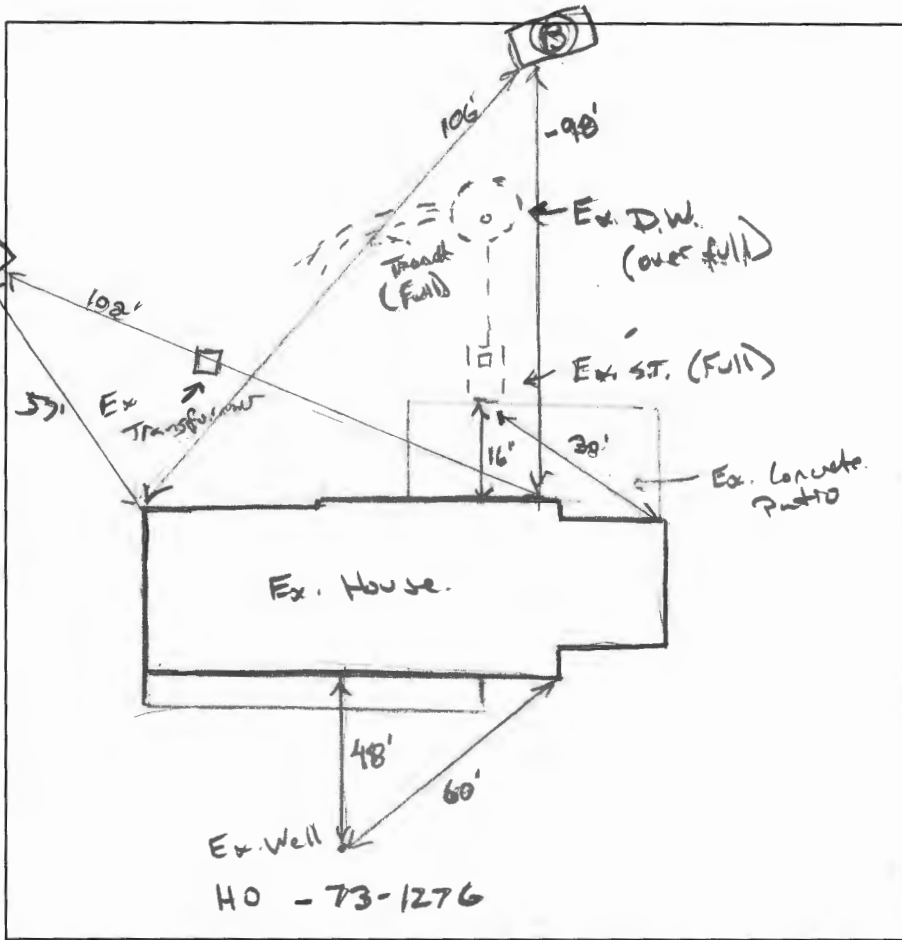 B
106'
-98'
Ex. D.W.
(over full)
Trench
(Full)
102'
Ex. S.T. (Full)
Ex
Transformer
16'
38'
Ex. Concrete
Patio
Ex. House.
48'
60'
Ex. Well
HO - 73-1276